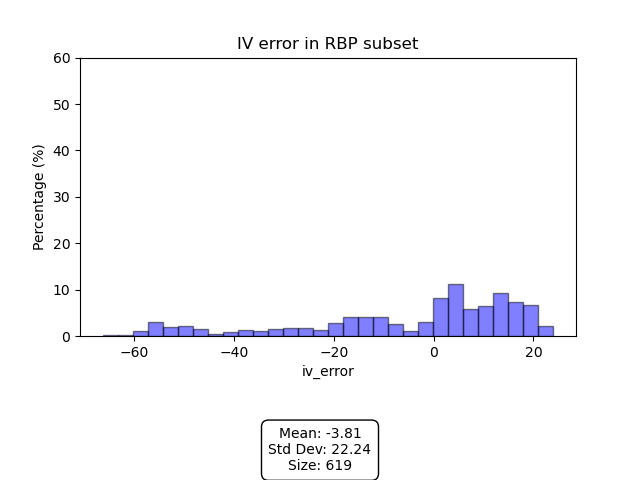 IV error in RBP subset
60
50
40
30
20
10
0
Percentage (%)
−60
−40
−20
0
20
iv_error
Mean: -3.81
Std Dev: 22.24
Size: 619